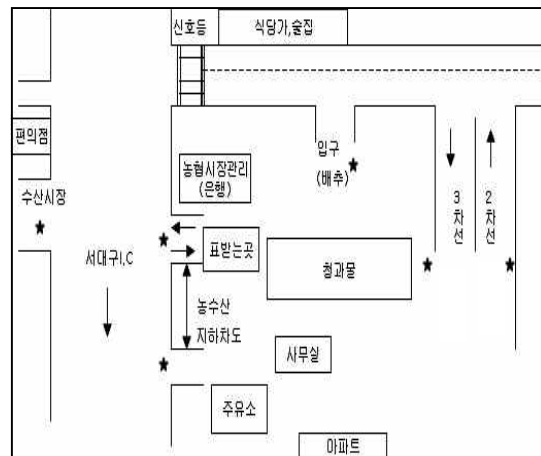 신호등
식당가,술집
편의점
농협시장관리
(은행)
입구
(배추)
수산시장
3차선
2차선
표받는곳
서대구I,C
청과물
농수산
지하차도
사무실
주유소
아파트